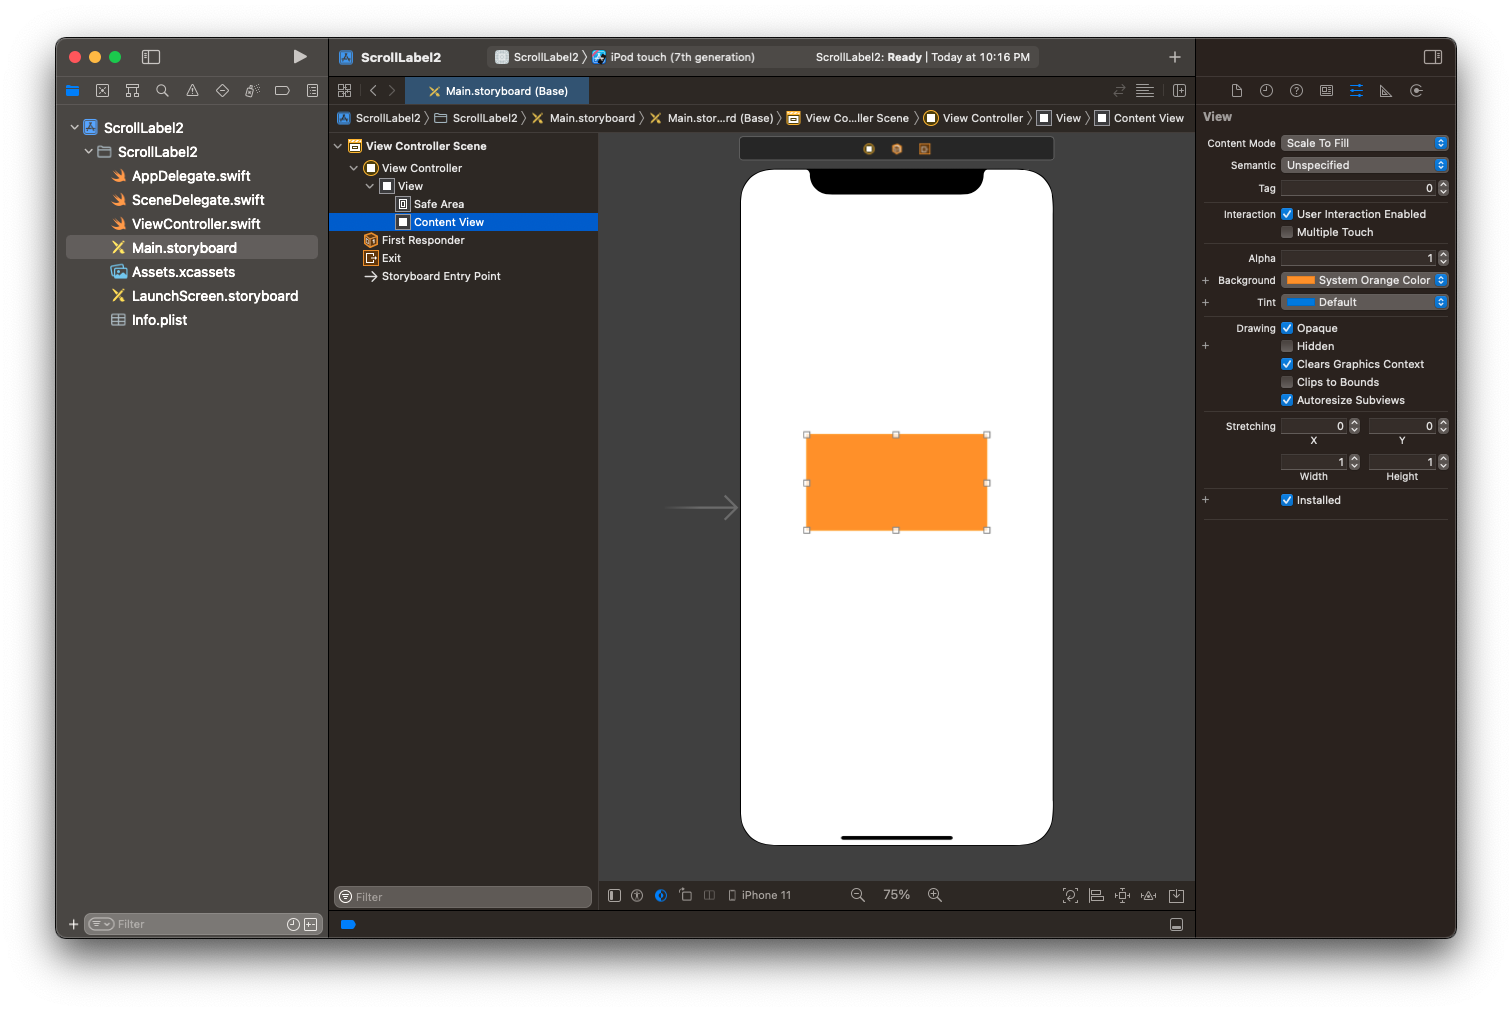 ScrollLabel2
ScrollLabel2
AppDelegate.swift
SceneDelegate.swift
ViewController.swift
Main.storyboard
Assets.xcassets
LaunchScreen.storyboard
Info.plist
Filter
ScrollLabel2
ScrollLabel2 iPod touch (7th generation)
ScrollLabel2: Ready | Today at 10:16 PM
Main.storyboard (Base)
ScrollLabel2 ScrollLabel2 Main.storyboard Main.stor...rd (Base) View Co...ller Scene View Controller View Content View
View Controller Scene
View Controller
View
Safe Area
Content View
First Responder
Exit
Storyboard Entry Point
Filter
iPhone 11
75%
View
Content Mode Scale To Fill
Semantic Unspecified
Tag 0
Interaction User Interaction Enabled
Multiple Touch
Alpha 1
Background System Orange Color
Tint Default
Drawing Opaque
Hidden
Clears Graphics Context
Clips to Bounds
Autoresize Subviews
Stretching 0 0
X Y
1 1
Width Height
Installed